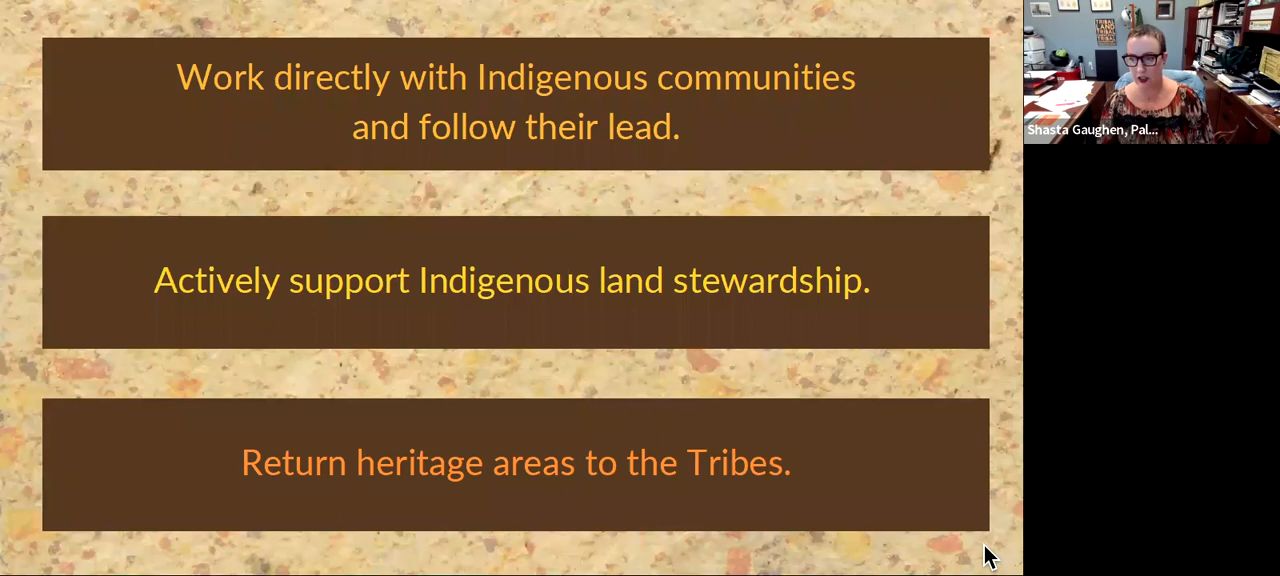 Work directly with Indigenous communities
and follow their lead.
Actively support Indigenous land stewardship.
Return heritage areas to the Tribes.
Shasta Gaughen, Pal...